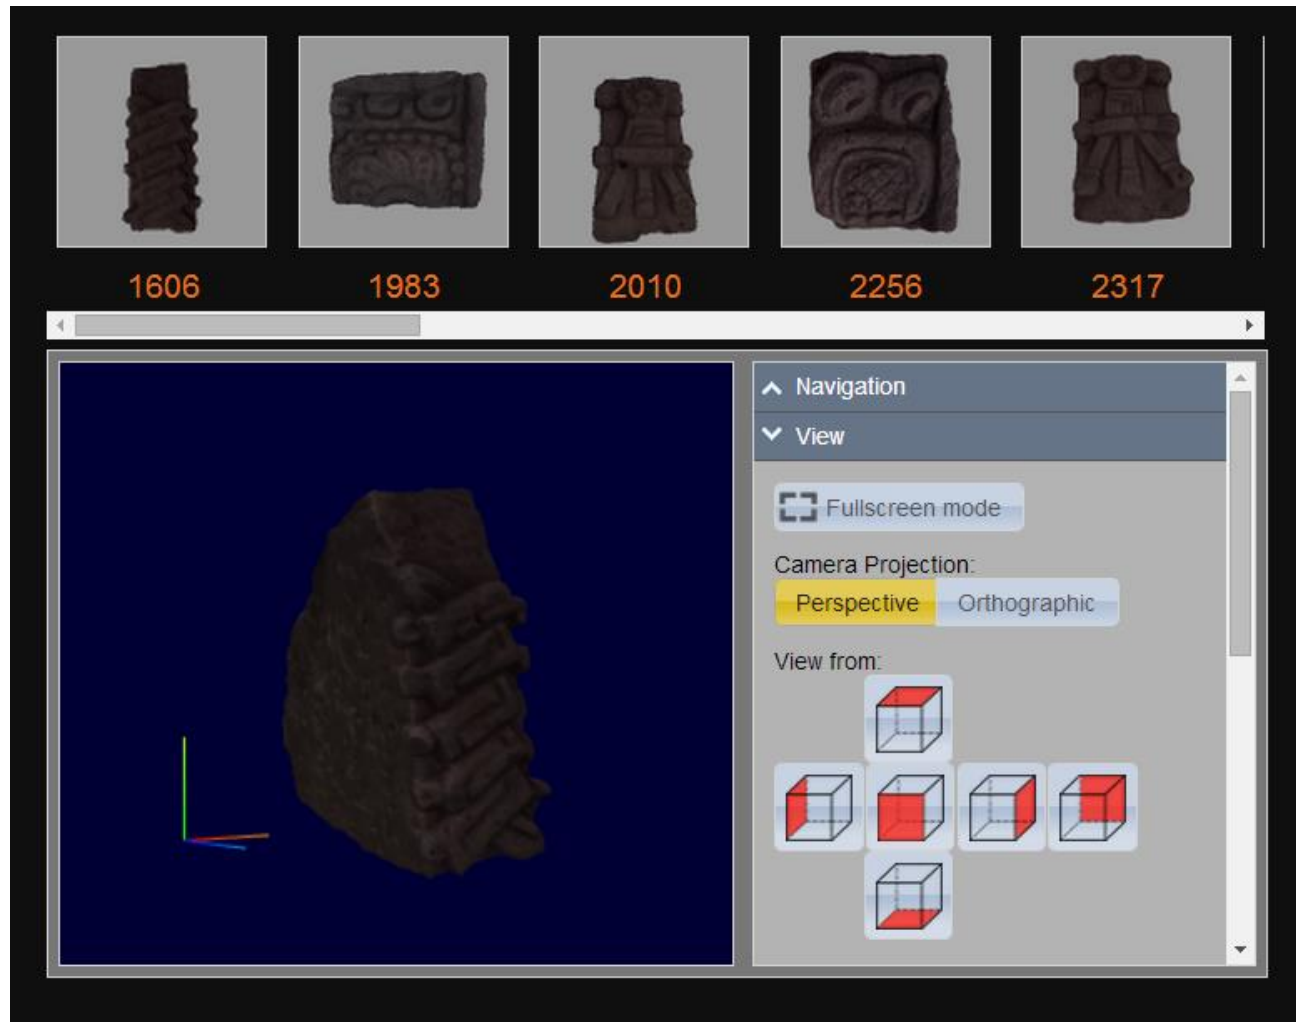 1606 1983 2010 2256 2317
Navigation
View
Fullscreen mode
Camera Projection:
Perspective Orthographic
View from: